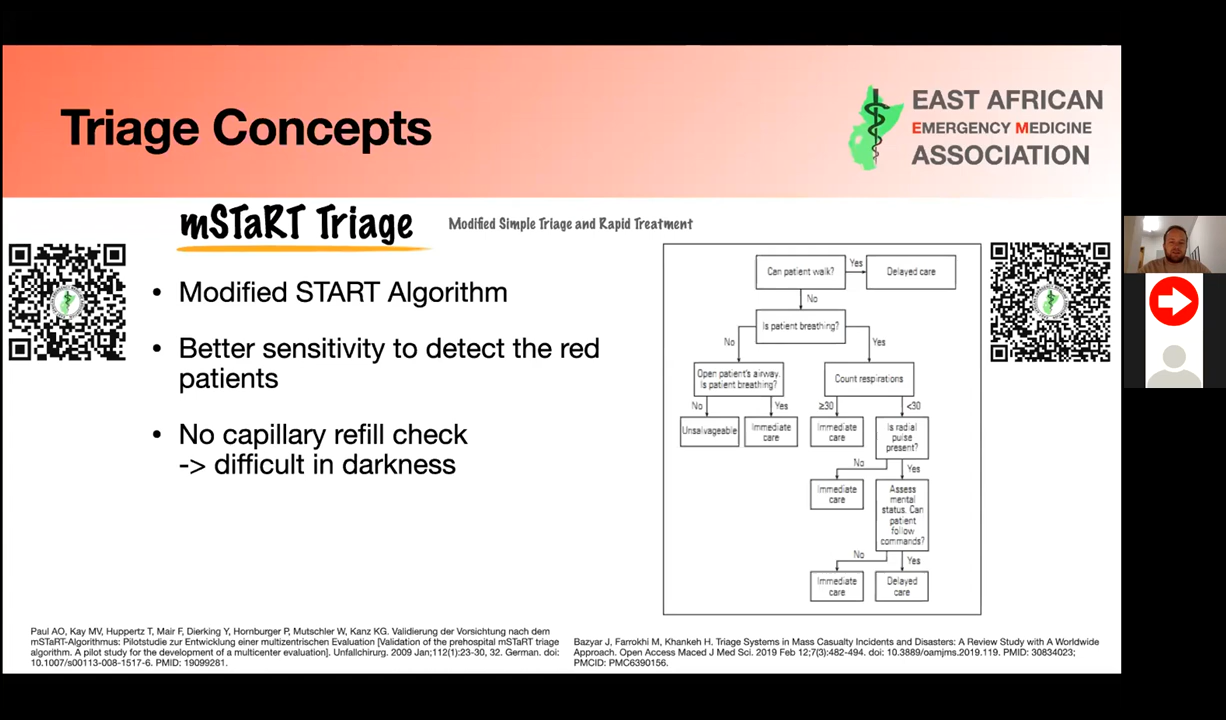 Triage Concepts
EAST AFRICAN
EMERGENCY MEDICINE
ASSOCIATION
mSTaRT Triage
Modified Simple Triage and Rapid Treatment
• Modified START Algorithm
• Better sensitivity to detect the red
patients
• No capillary refill check
-> difficult in darkness
Can patient walk?
Yes
Delayed care
No
Is patient breathing?
No
Yes
Open patient's airway.
Is patient breathing?
Count respirations
No
Yes
≥30
<30
Unsalvageable
Immediate
care
Immediate
care
Is radial
pulse
present?
No
Yes
Immediate
care
Assess
mental
status. Can
patient
follow
commands?
No
Yes
Immediate
care
Delayed
care
Paul AO, Kay MV, Huppertz T, Mair F, Dierking Y, Hornburger P, Mutschler W, Kanz KG. Validierung der Vorsichtung nach dem
mSTaRT-Algorithmus: Pilotstudie zur Entwicklung einer multizentrischen Evaluation [Validation of the prehospital mSTaRT triage
algorithm. A pilot study for the development of a multicenter evaluation]. Unfallchirurg. 2009 Jan;112(1):23-30, 32. German. doi:
10.1007/s00113-008-1517-6. PMID: 19099281.
Bazyar J, Farrokhi M, Khankeh H. Triage Systems in Mass Casualty Incidents and Disasters: A Review Study with A Worldwide
Approach. Open Access Maced J Med Sci. 2019 Feb 12;7(3):482-494. doi: 10.3889/oamjms.2019.119. PMID: 30834023;
PMCID: PMC6390156.